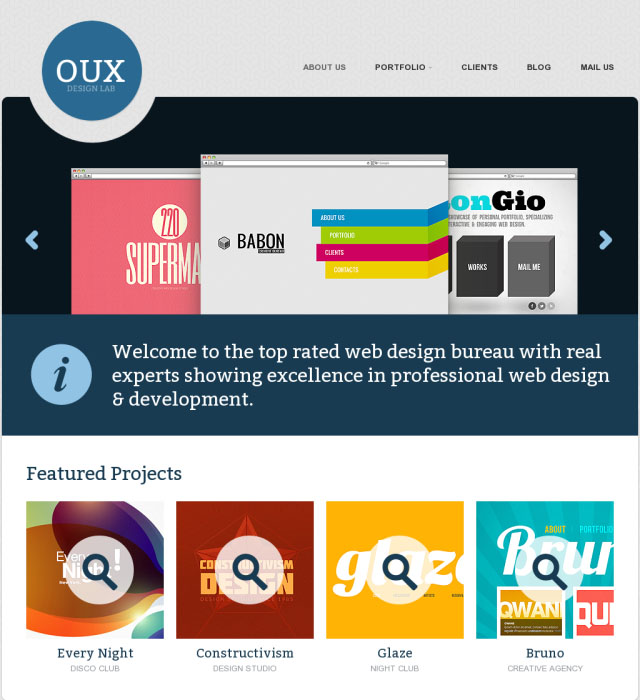 OUX
DESIGN LAB
ABOUT US
PORTFOLIO
CLIENTS
BLOG
MAIL US
220
SUPERMA
BABON
ABOUT US
PORTFOLIO
CLIENTS
CONTACTS
onGio
SHOWCASE OF PERSONAL PORTFOLIO, SPECIALIZING
INTERACTIVE & ENGAGING WEB DESIGN.
WORKS
MAIL ME
i
Welcome to the top rated web design bureau with real
experts showing excellence in professional web design
& development.
Featured Projects
Every
Night!
CONSTRUCTIVISM
DESIGN
glaze
ABOUT
PORTFOLIO
Brun
QWAN
QUI
Every Night
Constructivism
Glaze
Bruno
DISCO CLUB
DESIGN STUDIO
NIGHT CLUB
CREATIVE AGENCY